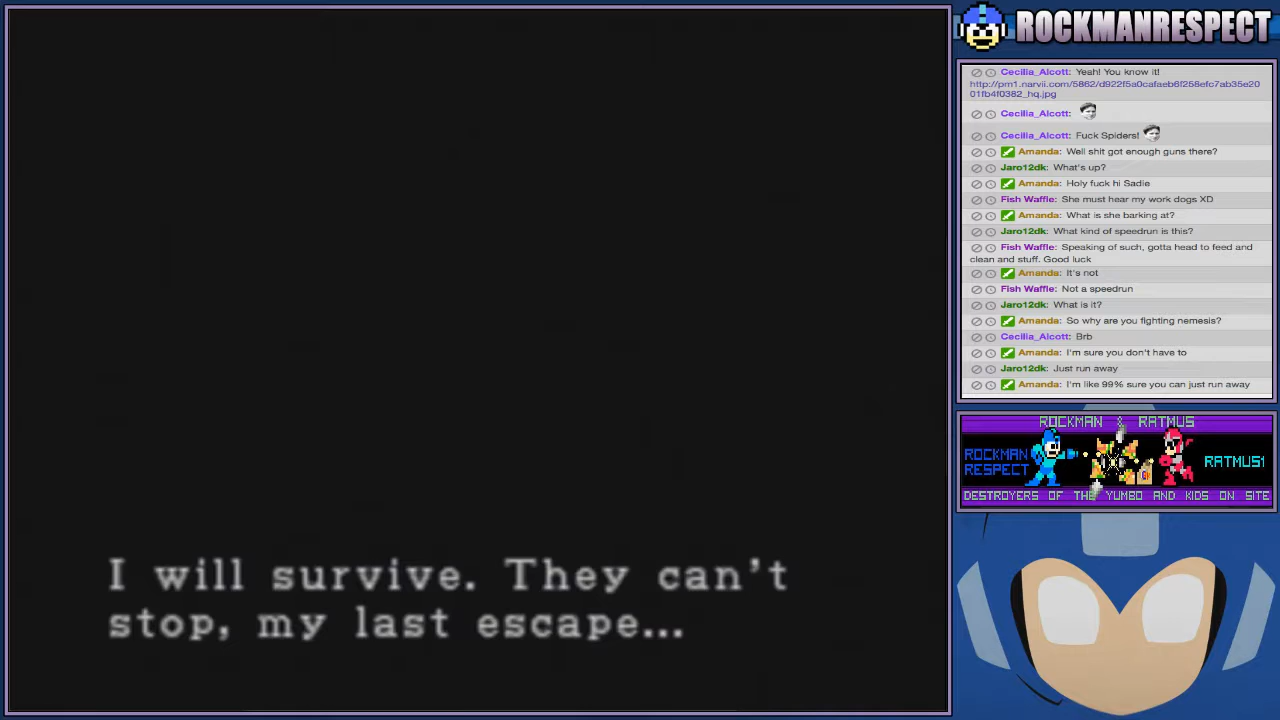 ROCKMANRESPECT
Cecilia_Alcott: Yeah! You know it!
http://pm1.narvii.com/5862/d922f5a0cafaeb6f258efc7ab35e20
01fb4f0382_hq.jpg
Cecilia_Alcott:
Cecilia_Alcott: Fuck Spiders!
Amanda: Well shit got enough guns there?
Jaro12dk: What's up?
Amanda: Holy fuck hi Sadie
Fish Waffle: She must hear my work dogs XD
Amanda: What is she barking at?
Jaro12dk: What kind of speedrun is this?
Fish Waffle: Speaking of such, gotta head to feed and
clean and stuff. Good luck
Amanda: It's not
Fish Waffle: Not a speedrun
Jaro12dk: What is it?
Amanda: So why are you fighting nemesis?
Cecilia_Alcott: Brb
Amanda: I'm sure you don't have to
Jaro12dk: Just run away
Amanda: I'm like 99% sure you can just run away
ROCKMAN & RATMUS
ROCKMAN
RESPECT
RATMUS1
DESTROYERS OF THE YUMBO AND KIDS ON SITE
I will survive. They can't
stop, my last escape...